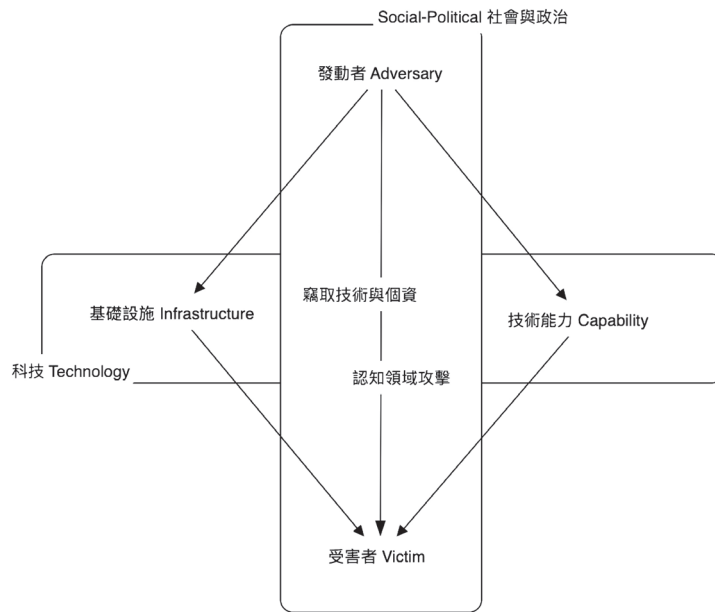 Social-Political 社會與政治
發動者 Adversary
竊取技術與個資
基礎設施 Infrastructure
技術能力 Capability
科技 Technology
認知領域攻擊
受害者 Victim